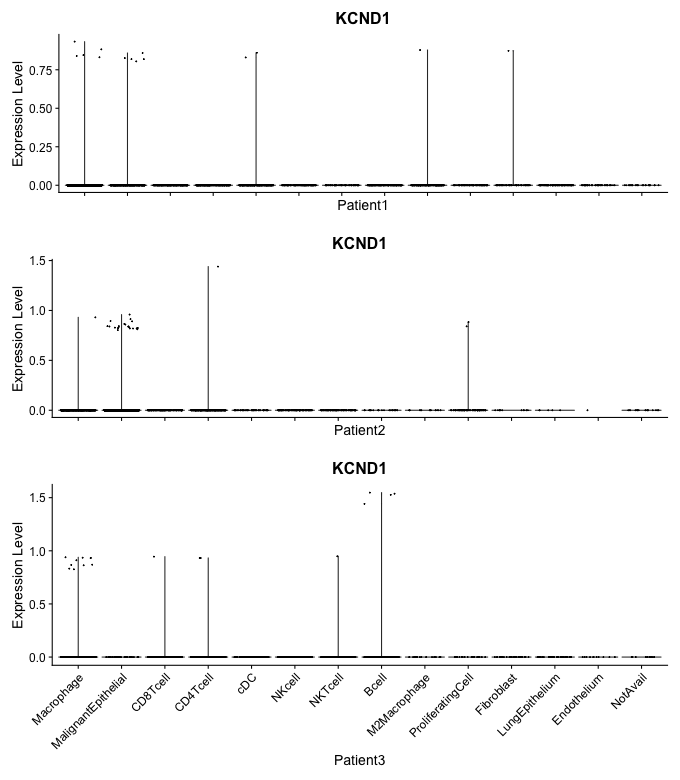 KCND1
Expression Level
0.75
0.50
0.25
0.00
Patient1
KCND1
Expression Level
1.5
1.0
0.5
0.0
Patient2
KCND1
Expression Level
1.5
1.0
0.5
0.0
Macrophage
MalignantEpithelial
CD8Tcell
CD4Tcell
cDC
NKcell
NKTcell
Bcell
M2Macrophage
ProliferatingCell
Fibroblast
LungEpithelium
Endothelium
NotAvail
Patient3